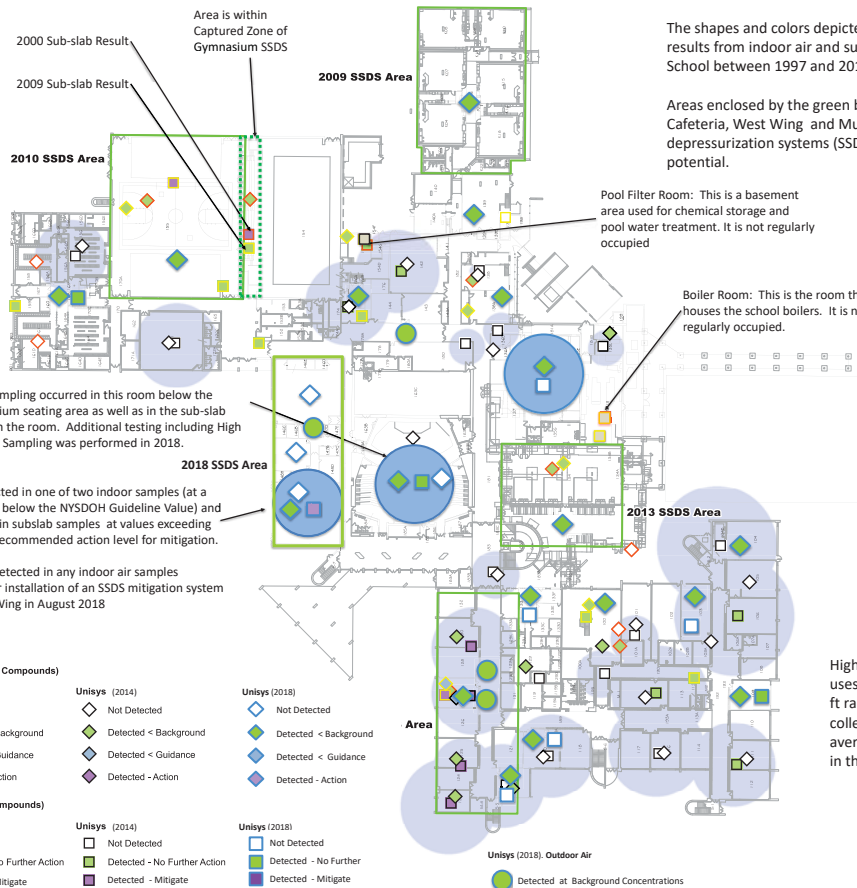 Area is within
Captured Zone of
Gymnasium SSDS
2000 Sub-slab Result
2009 Sub-slab Result
2009 SSDS Area
2010 SSDS Area
The shapes and colors depicte
results from indoor air and su
School between 1997 and 201
Areas enclosed by the green b
Cafeteria, West Wing and Mu
depressurization systems (SSD
potential.
Pool Filter Room: This is a basement
area used for chemical storage and
pool water treatment. It is not regularly
occupied
Boiler Room: This is the room th
houses the school boilers. It is n
regularly occupied.
mpling occurred in this room below the
ium seating area as well as in the sub-slab
n the room. Additional testing including High
Sampling was performed in 2018.
2018 SSDS Area
cted in one of two indoor samples (at a
below the NYSDOH Guideline Value) and
in subslab samples at values exceeding
ecommended action level for mitigation.
etected in any indoor air samples
r installation of an SSDS mitigation system
Wing in August 2018
2013 SSDS Area
Area
High
uses
ft ra
colle
aver
in th
Compounds)
Unisys (2014)
Unisys (2018)
Not Detected
Not Detected
ackground
Detected < Background
Detected < Background
uidance
Detected < Guidance
Detected < Guidance
ction
Detected - Action
Detected - Action
ompounds)
Unisys (2014)
Unisys (2018)
Not Detected
Not Detected
o Further Action
Detected - No Further Action
Detected - No Further
itigate
Detected - Mitigate
Detected - Mitigate
Unisys (2018). Outdoor Air
Detected at Background Concentrations